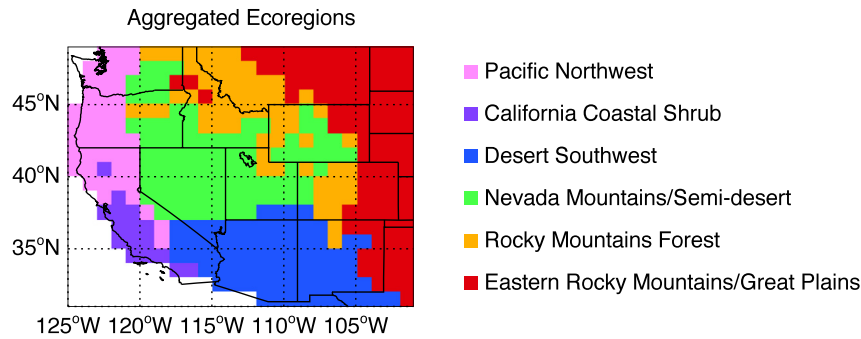 Aggregated Ecoregions
45°N
40°N
35°N
125°W 120°W 115°W 110°W 105°W
Pacific Northwest
California Coastal Shrub
Desert Southwest
Nevada Mountains/Semi-desert
Rocky Mountains Forest
Eastern Rocky Mountains/Great Plains